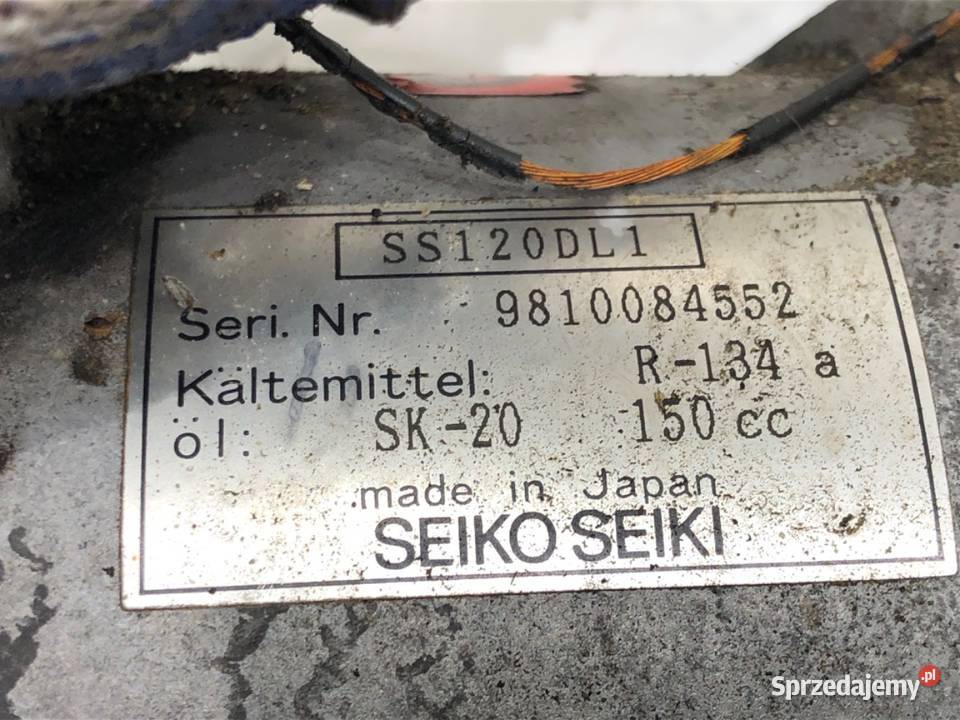 SS120DL1
Seri. Nr. 9810084552
Kältemittel: R-134 a
öl: SK-20 150 cc
made in Japan
SEIKO SEIKI
Sprzedajemy.pl